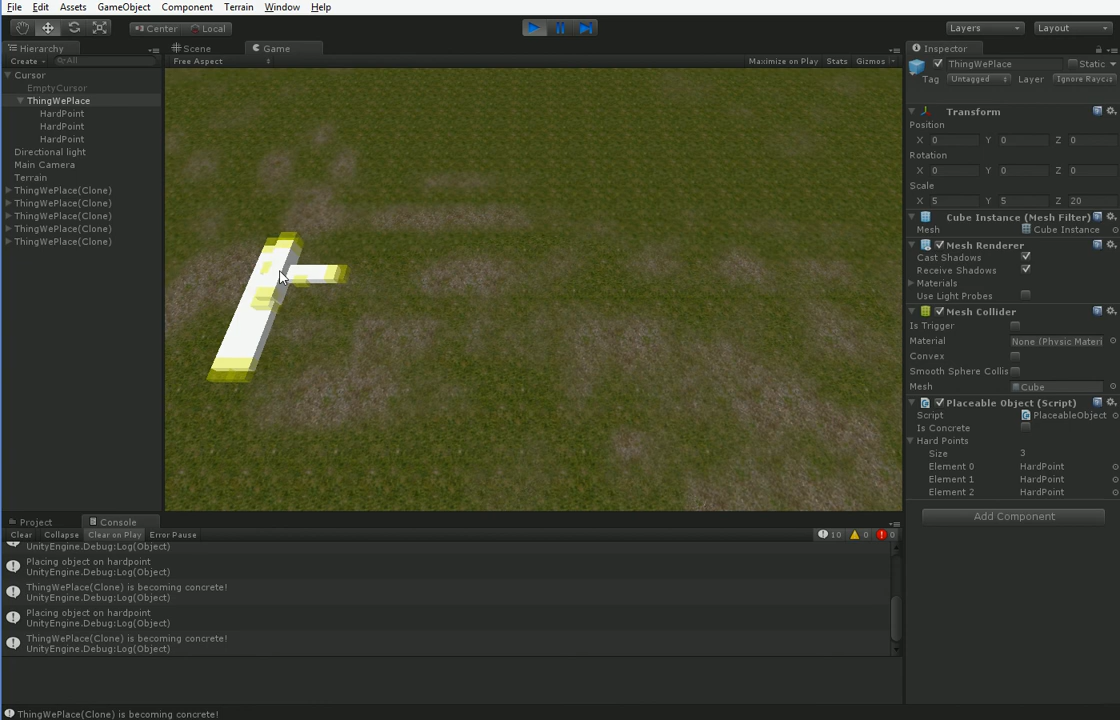 File Edit Assets GameObject Component Terrain Window Help
Center Local Layers Layout
Hierarchy Scene Game Inspector
Create All Free Aspect Maximize on Play Stats Gizmos
Cursor
EmptyCursor
ThingWePlace
HardPoint
HardPoint
HardPoint
Directional light
Main Camera
Terrain
ThingWePlace(Clone)
ThingWePlace(Clone)
ThingWePlace(Clone)
ThingWePlace(Clone)
ThingWePlace(Clone)
ThingWePlace Static
Tag Untagged Layer Ignore Rayc
Transform
Position
X 0 Y 0 Z 0
Rotation
X 0 Y 0 Z 0
Scale
X 5 Y 5 Z 20
Cube Instance (Mesh Filter)
Mesh Cube Instance
Mesh Renderer
Cast Shadows
Receive Shadows
Materials
Use Light Probes
Mesh Collider
Is Trigger
Material None (Physic Materi
Convex
Smooth Sphere Collis
Mesh Cube
Placeable Object (Script)
Script PlaceableObject
Is Concrete
Hard Points
Size 3
Element 0 HardPoint
Element 1 HardPoint
Element 2 HardPoint
Add Component
Project Console
Clear Collapse Clear on Play Error Pause 10 0 0
UnityEngine.Debug:Log(Object)
Placing object on hardpoint
UnityEngine.Debug:Log(Object)
ThingWePlace(Clone) is becoming concrete!
UnityEngine.Debug:Log(Object)
Placing object on hardpoint
UnityEngine.Debug:Log(Object)
ThingWePlace(Clone) is becoming concrete!
UnityEngine.Debug:Log(Object)
ThingWePlace(Clone) is becoming concrete!